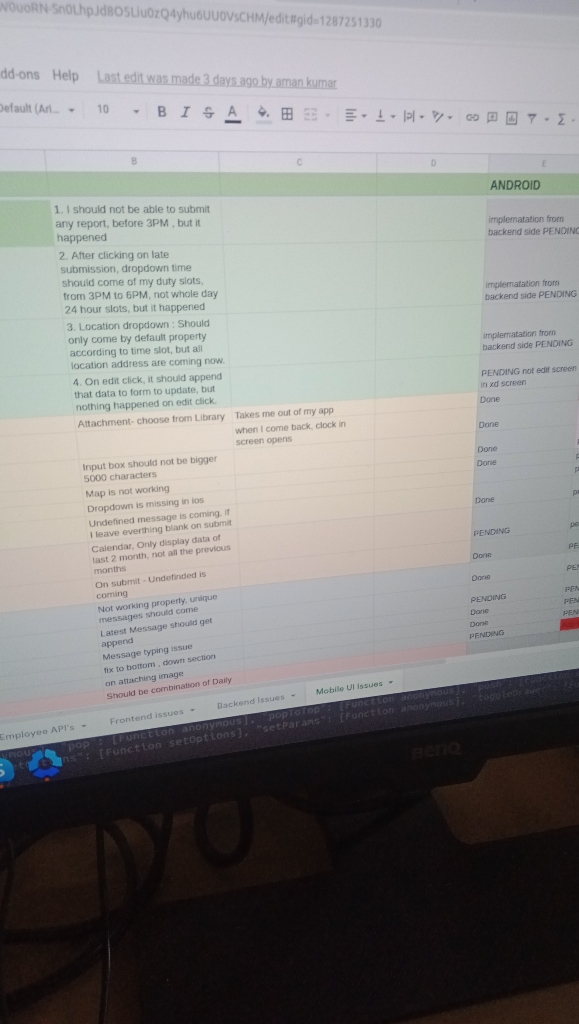 Sn0LhpJd8O5Liu0zQ4yhu6UU0VsCHM/edit#gid=1287251330
dd-ons Help Last edit was made 3 days ago by aman kumar
Default (Ari... 10 B I S A
B C D E
ANDROID
1. I should not be able to submit
any report, before 3PM , but it
happened
implematation from
backend side PENDING
2. After clicking on late
submission, dropdown time
should come of my duty slots,
from 3PM to 6PM, not whole day
24 hour slots, but it happened
implematation from
backend side PENDING
3. Location dropdown : Should
only come by default property
according to time slot, but all
location address are coming now.
implematation from
backend side PENDING
4. On edit click, it should append
that data to form to update, but
nothing happened on edit click.
PENDING not edit screen
in xd screen
Done
Attachment- choose from Library
Takes me out of my app
when I come back, clock in
screen opens
Done
Done
Input box should not be bigger
5000 characters
Done
Map is not working
Dropdown is missing in ios
Undefined message is coming, If
I leave everthing blank on submit
Done
Calendar, Only display data of
last 2 month, not all the previous
months
PENDING
On submit - Undefinded is
coming
Done
Not working properly, unique
messages should come
Done
Latest Message should get
append
PENDING
Message typing issue
Done
fix to bottom , down section
on attaching image
Done
Should be combination of Daily
PENDING
Employee API's Frontend issues Backend Issues Mobile UI Issues
"pop": [Function anonymous], "popToTop": [Function anonymous], "push": [Function
[Function setOptions], "setParams": [Function anonymous], "toggleDrawer":
BenQ